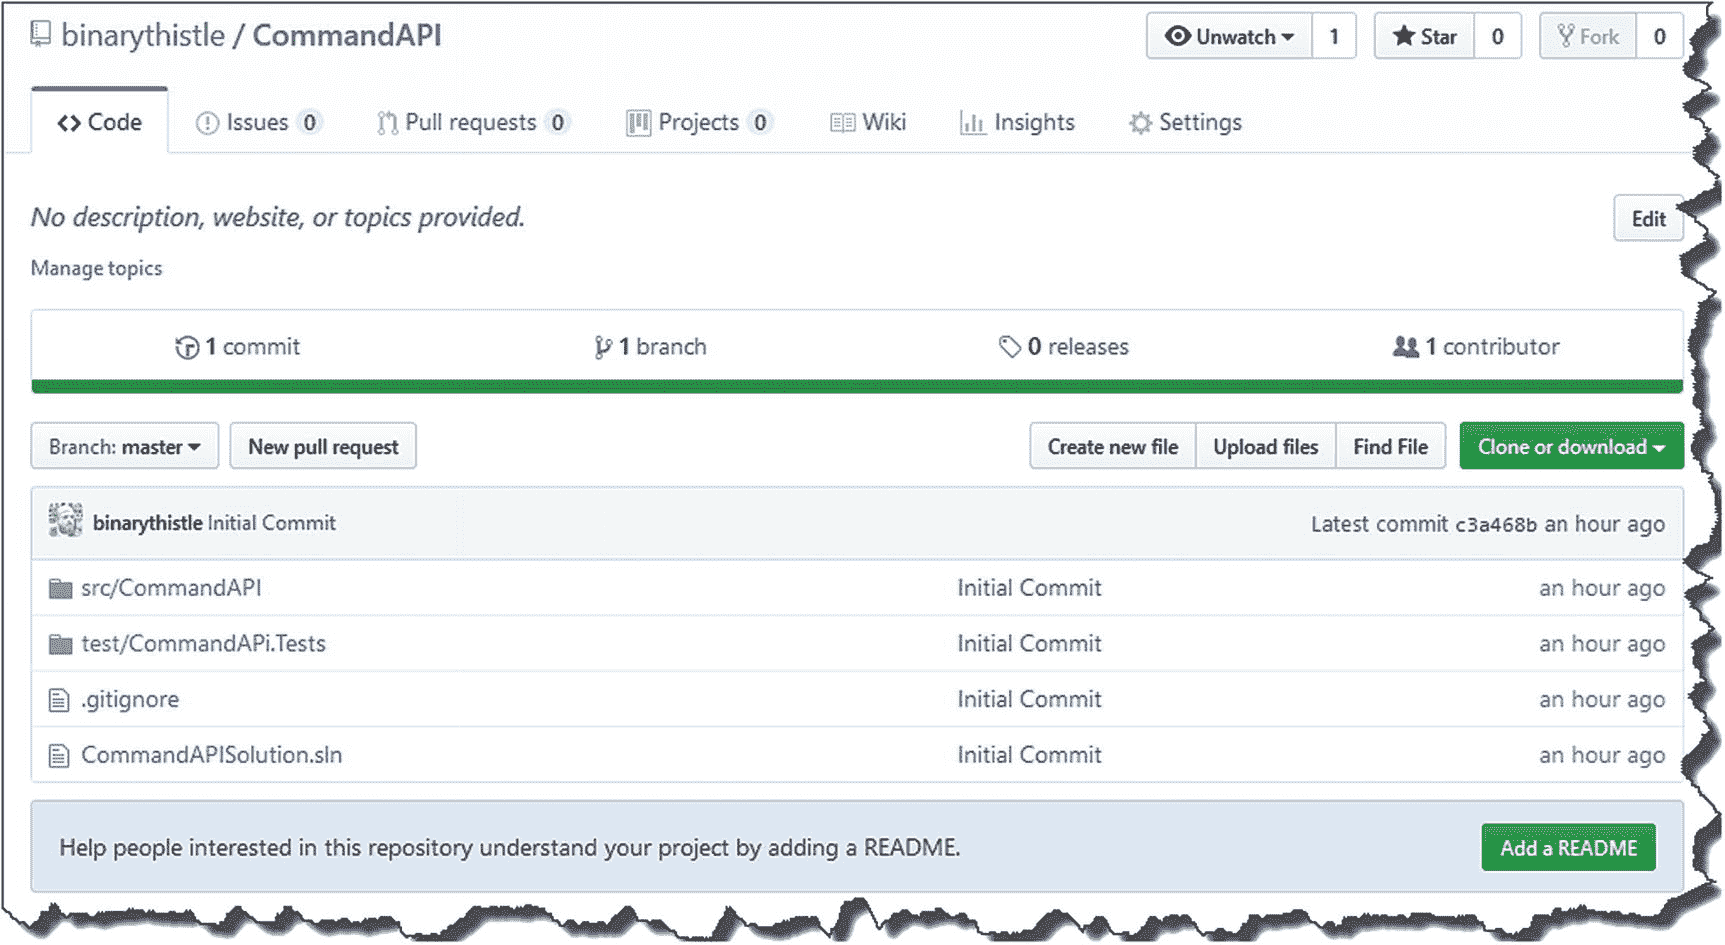 binarythistle / CommandAPI
Unwatch 1 Star 0 Fork 0
Code Issues 0 Pull requests 0 Projects 0 Wiki Insights Settings
No description, website, or topics provided.
Edit
Manage topics
1 commit 1 branch 0 releases 1 contributor
Branch: master New pull request Create new file Upload files Find File Clone or download
binarythistle Initial Commit Latest commit c3a468b an hour ago
src/CommandAPI Initial Commit an hour ago
test/CommandAPi.Tests Initial Commit an hour ago
.gitignore Initial Commit an hour ago
CommandAPISolution.sln Initial Commit an hour ago
Help people interested in this repository understand your project by adding a README. Add a README